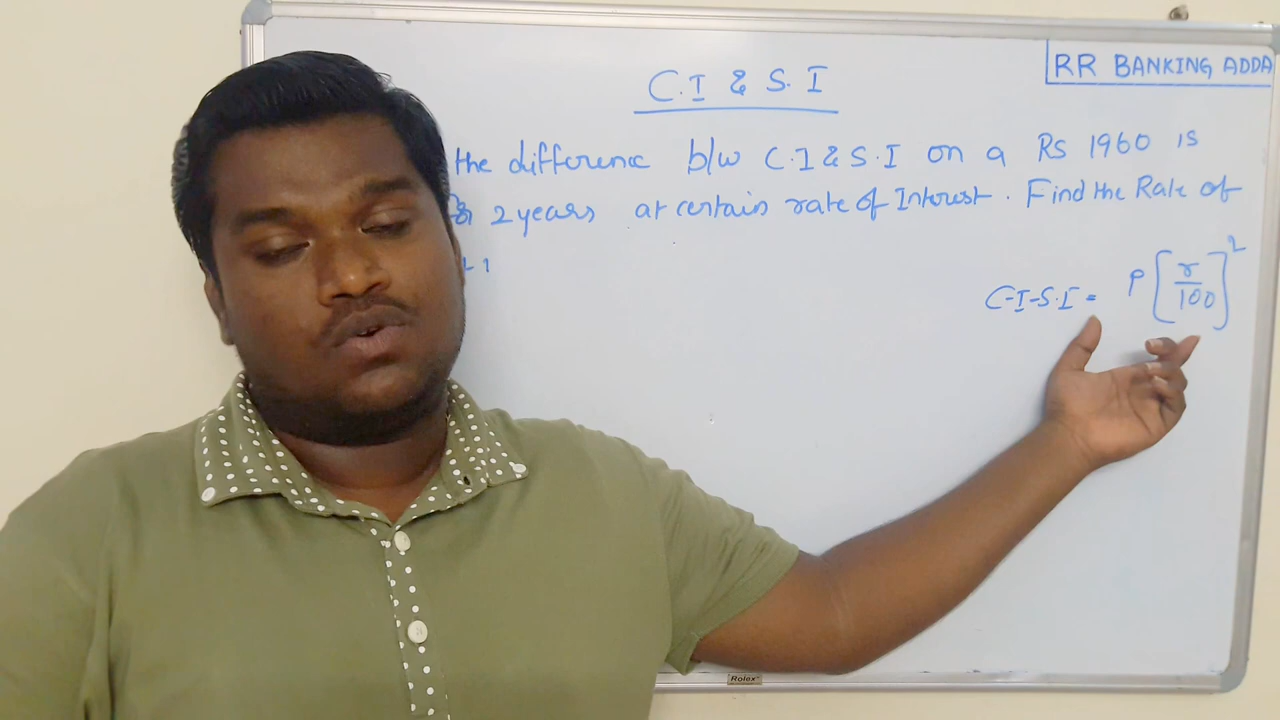 RR BANKING ADDA
C.I & S.I
the differenc b/w C.I & S.I on a Rs 1960 is
2 years at certain rate of Interest. Find the Rate of
C-I-S.I = P[r/100]²
Rolex